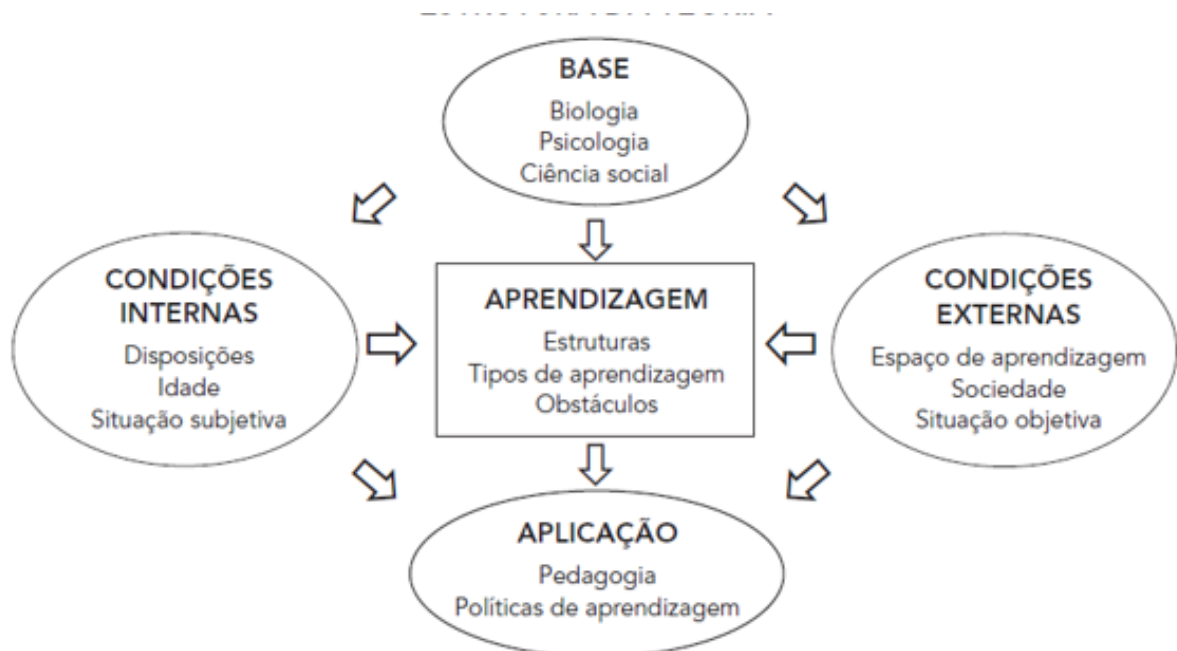 BASE
Biologia
Psicologia
Ciência social
CONDIÇÕES
INTERNAS
Disposições
Idade
Situação subjetiva
APRENDIZAGEM
Estruturas
Tipos de aprendizagem
Obstáculos
CONDIÇÕES
EXTERNAS
Espaço de aprendizagem
Sociedade
Situação objetiva
APLICAÇÃO
Pedagogia
Políticas de aprendizagem